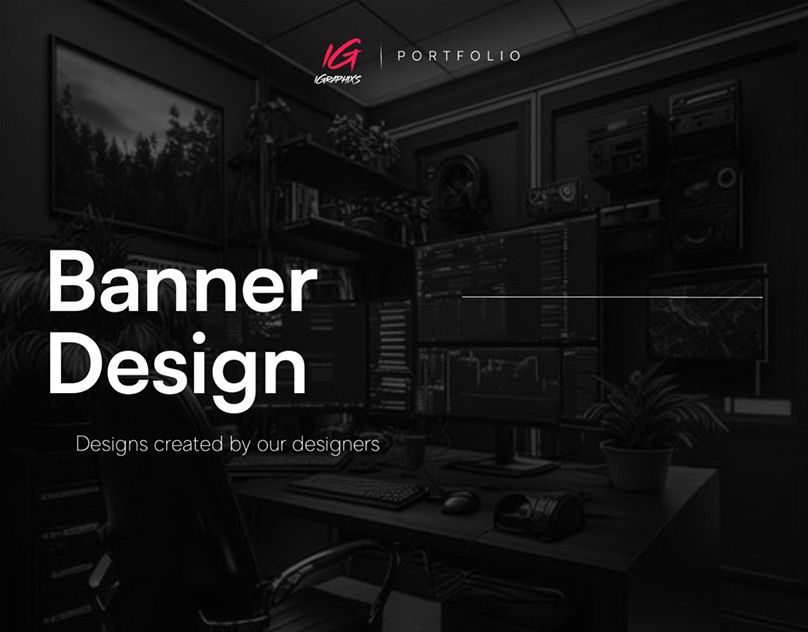 IG
iGRAPHIXS
PORTFOLIO
Banner
Design
Designs created by our designers